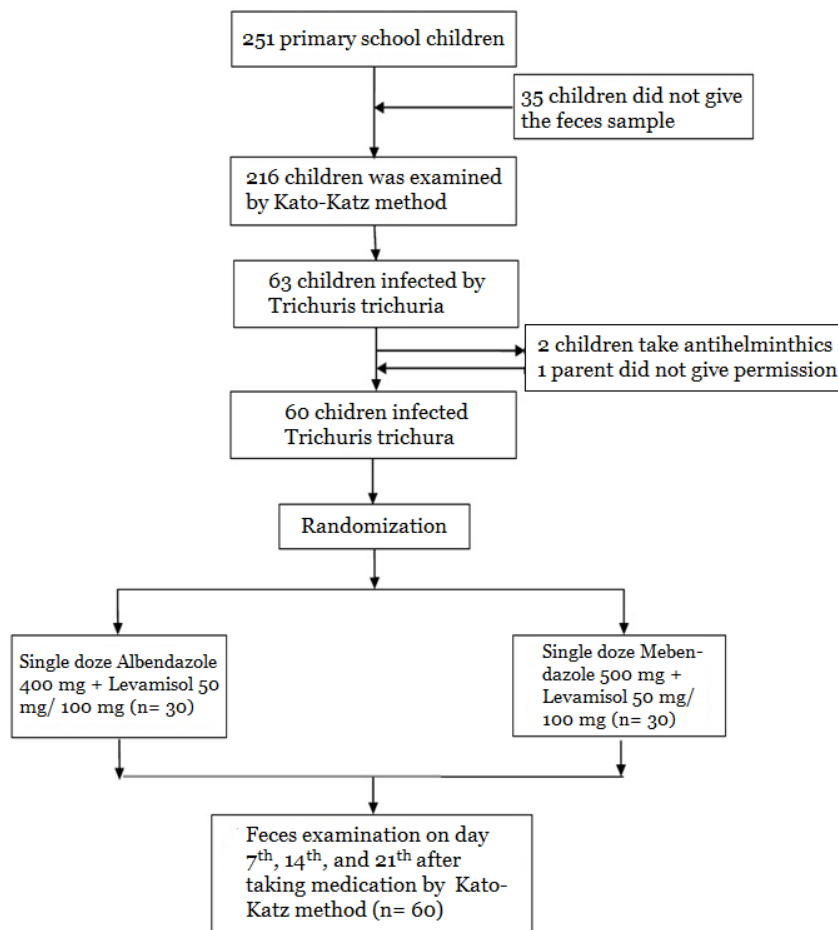 251 primary school children
35 children did not give
the feces sample
216 children was examined
by Kato-Katz method
63 children infected by
Trichuris trichuria
2 children take antihelminthics
1 parent did not give permission
60 chidren infected
Trichuris trichura
Randomization
Single doze Albendazole
400 mg + Levamisol 50
mg/ 100 mg (n= 30)
Single doze Meben-
dazole 500 mg +
Levamisol 50 mg/
100 mg (n= 30)
Feces examination on day
7th, 14th, and 21th after
taking medication by Kato-
Katz method (n= 60)